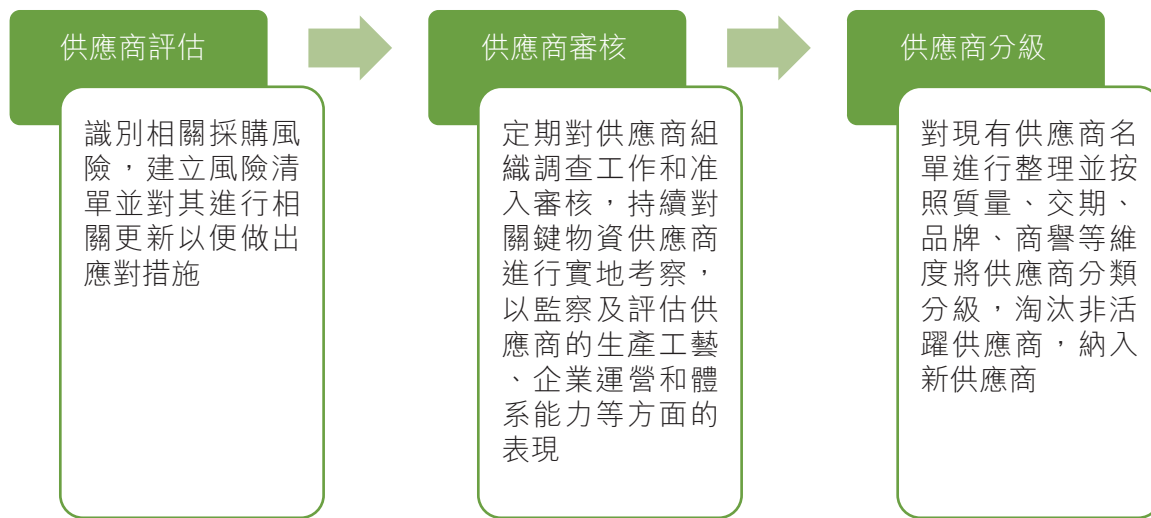 供應商評估
識別相關採購風
險，建立風險清
單並對其進行相
關更新以便做出
應對措施
供應商審核
定期對供應商組
織調查工作和准
入審核，持續對
關鍵物資供應商
進行實地考察，
以監察及評估供
應商的生產工藝
、企業運營和體
系能力等方面的
表現
供應商分級
對現有供應商名
單進行整理並按
照質量、交期、
品牌、商譽等維
度將供應商分類
分級，淘汰非活
躍供應商，納入
新供應商